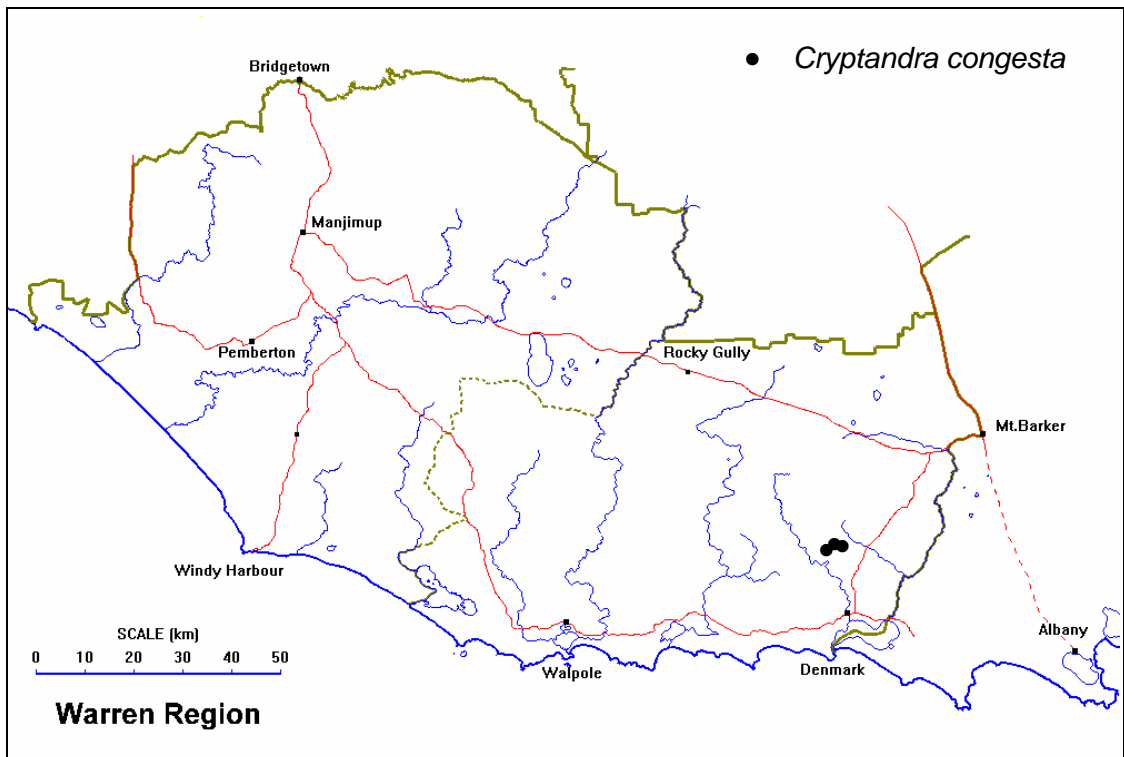 Cryptandra congesta
Bridgetown
Manjimup
Pemberton
Rocky Gully
Mt.Barker
Windy Harbour
SCALE (km)
0 10 20 30 40 50
Walpole
Denmark
Albany
Warren Region